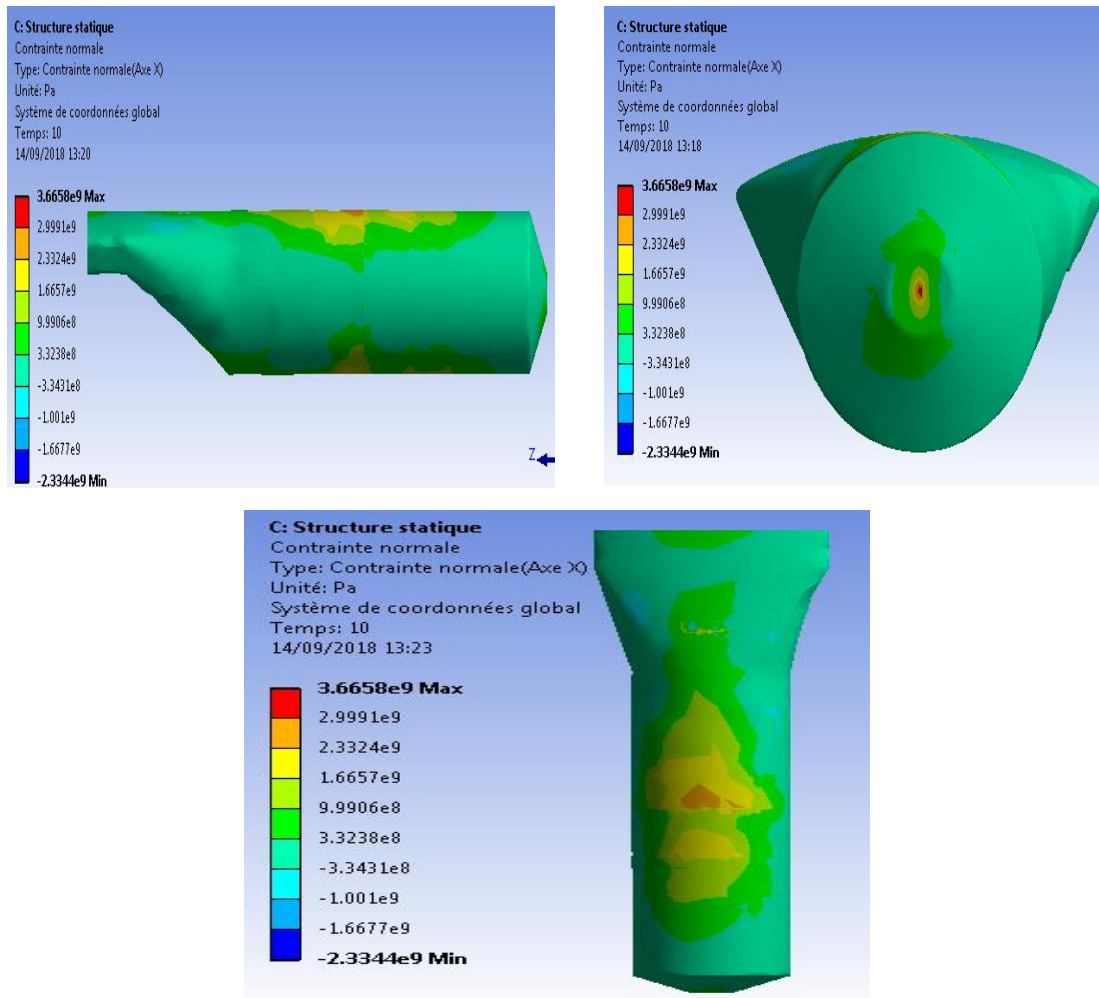 C: Structure statique
Contrainte normale
Type: Contrainte normale(Axe X)
Unité: Pa
Système de coordonnées global
Temps: 10
14/09/2018 13:20
3.6658e9 Max
2.9991e9
2.3324e9
1.6657e9
9.9906e8
3.3238e8
-3.3431e8
-1.001e9
-1.6677e9
-2.3344e9 Min
Z
C: Structure statique
Contrainte normale
Type: Contrainte normale(Axe X)
Unité: Pa
Système de coordonnées global
Temps: 10
14/09/2018 13:18
3.6658e9 Max
2.9991e9
2.3324e9
1.6657e9
9.9906e8
3.3238e8
-3.3431e8
-1.001e9
-1.6677e9
-2.3344e9 Min
C: Structure statique
Contrainte normale
Type: Contrainte normale(Axe X)
Unité: Pa
Système de coordonnées global
Temps: 10
14/09/2018 13:23
3.6658e9 Max
2.9991e9
2.3324e9
1.6657e9
9.9906e8
3.3238e8
-3.3431e8
-1.001e9
-1.6677e9
-2.3344e9 Min